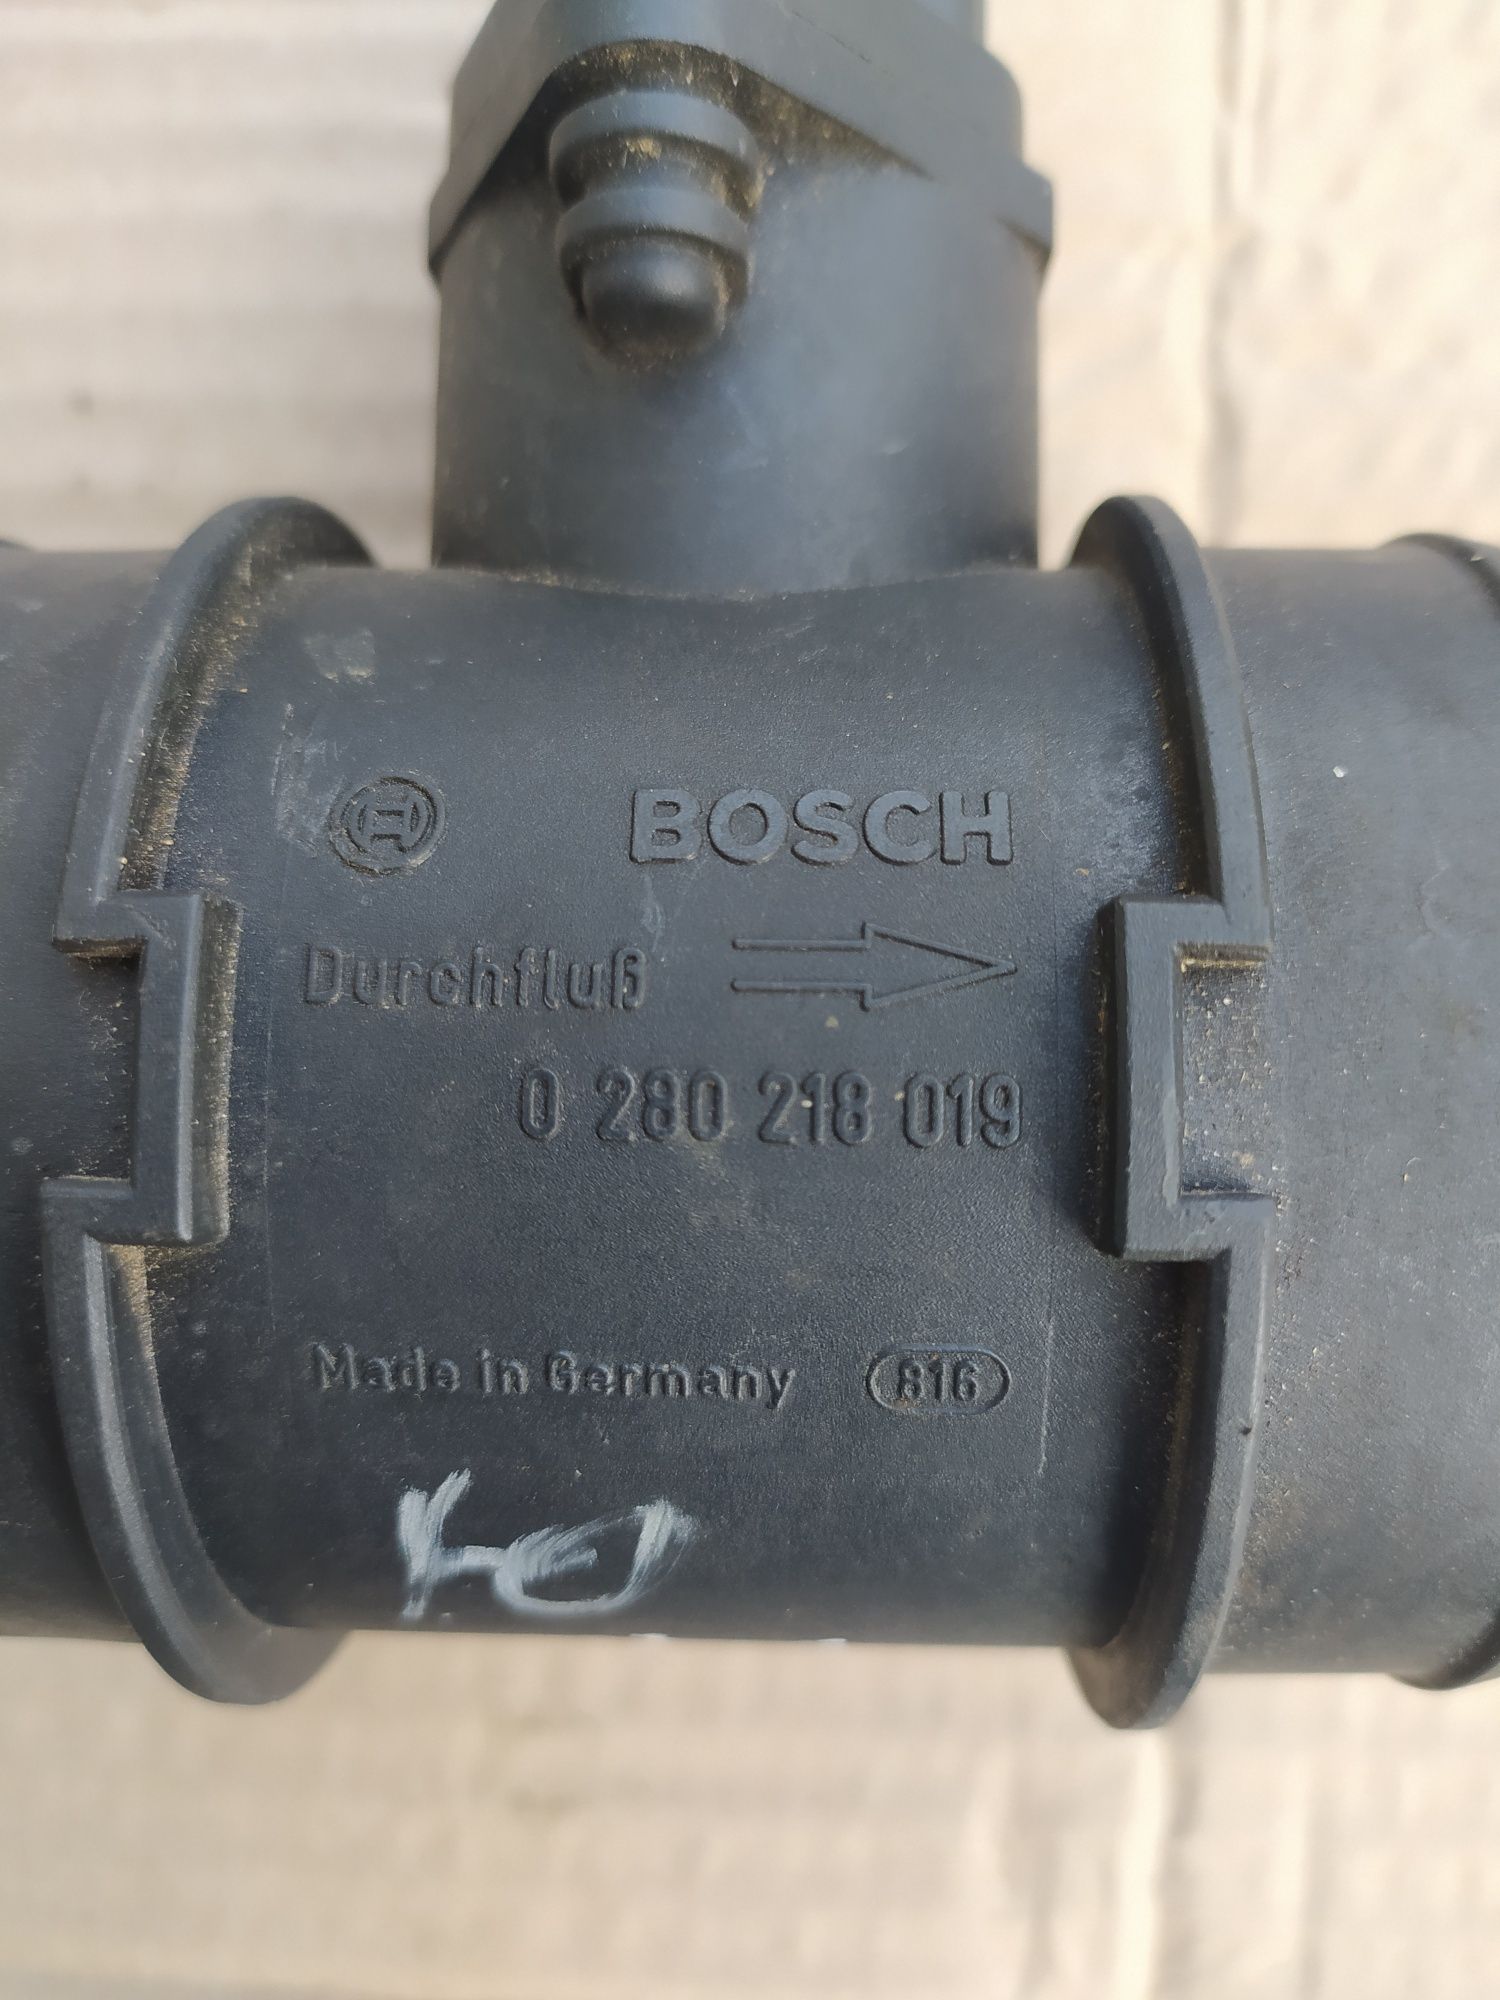 BOSCH
Durchfluß
0 280 218 019
Made in Germany 816